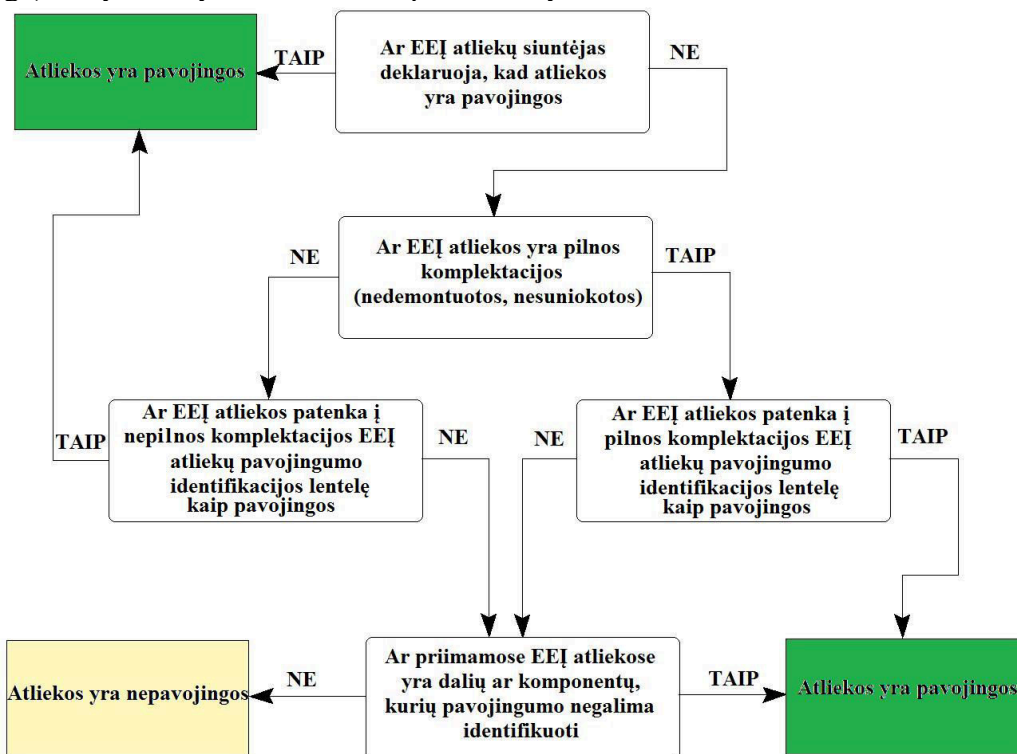 Ar EEĮ atliekų siuntėjas
deklaruoja, kad atliekos
yra pavojingos
TAIP
NE
Atliekos yra pavojingos
Ar EEĮ atliekos yra pilnos
komplektacijos
(nedemontuotos, nesuniokotos)
NE
TAIP
Ar EEĮ atliekos patenka į
nepilnos komplektacijos EEĮ
atliekų pavojingumo
identifikacijos lentelę
kaip pavojingos
TAIP
NE
Ar EEĮ atliekos patenka į
pilnos komplektacijos EEĮ
atliekų pavojingumo
identifikacijos lentelę
kaip pavojingos
NE
TAIP
Ar priimamose EEĮ atliekose
yra dalių ar komponentų,
kurių pavojingumo negalima
identifikuoti
NE
TAIP
Atliekos yra nepavojingos
Atliekos yra pavojingos